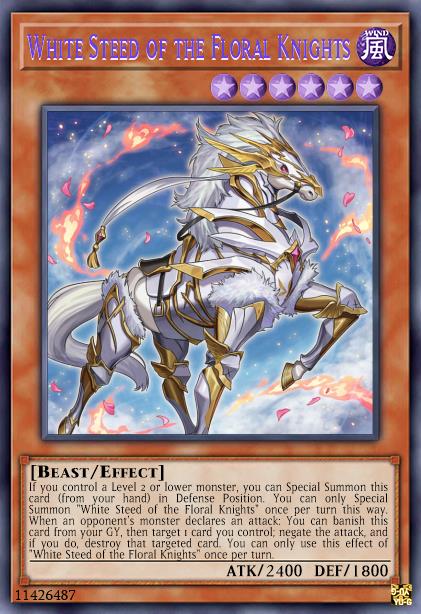 WHITE STEED OF THE FLORAL KNIGHTS
WIND
風
[BEAST/EFFECT]
If you control a Level 2 or lower monster, you can Special Summon this
card (from your hand) in Defense Position. You can only Special
Summon "White Steed of the Floral Knights" once per turn this way.
When an opponent's monster declares an attack: You can banish
this card from your GY, then target 1 card you control; negate the attack, and
if you do, destroy that targeted card. You can only use this effect of
"White Steed of the Floral Knights" once per turn.
ATK/2400 DEF/1800
11426487